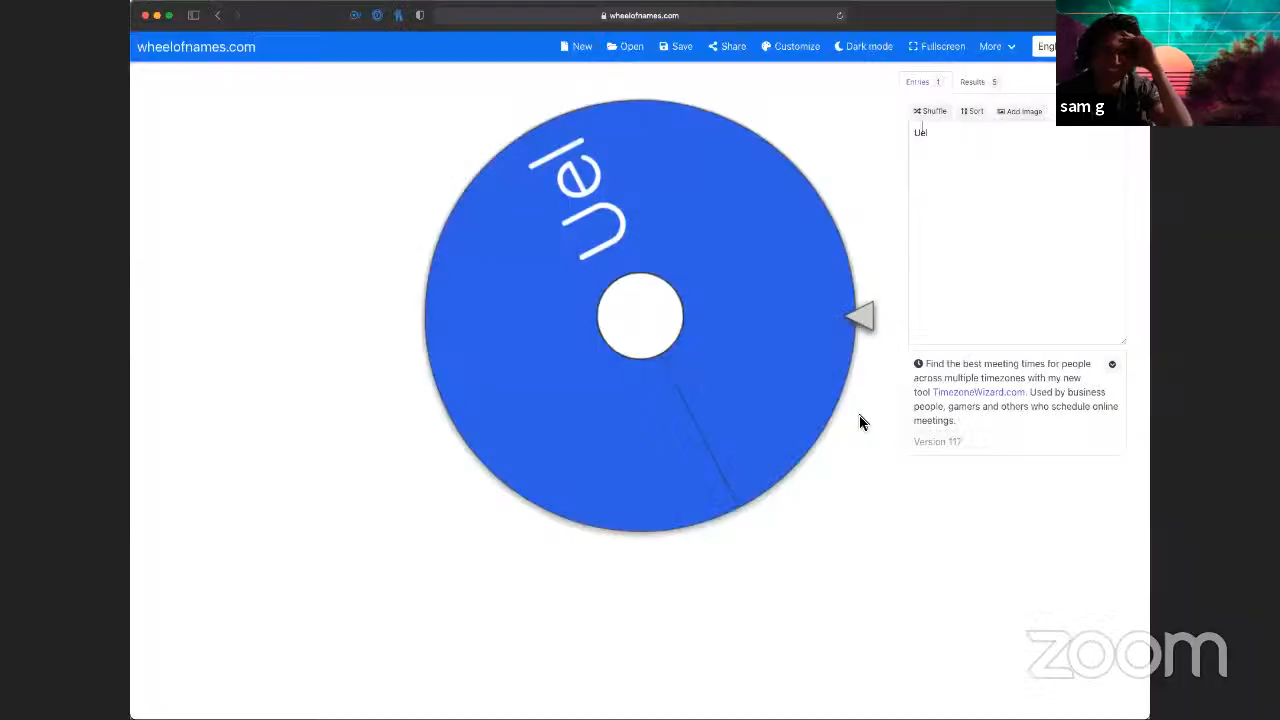 wheelofnames.com
wheelofnames.com
New
Open
Save
Share
Customize
Dark mode
Fullscreen
More
Engl
sam g
Entries 1
Results 5
Shuffle
Sort
Add Image
Uel
Uel
Find the best meeting times for people
across multiple timezones with my new
tool TimezoneWizard.com. Used by business
people, gamers and others who schedule online
meetings.
Version 117
zoom